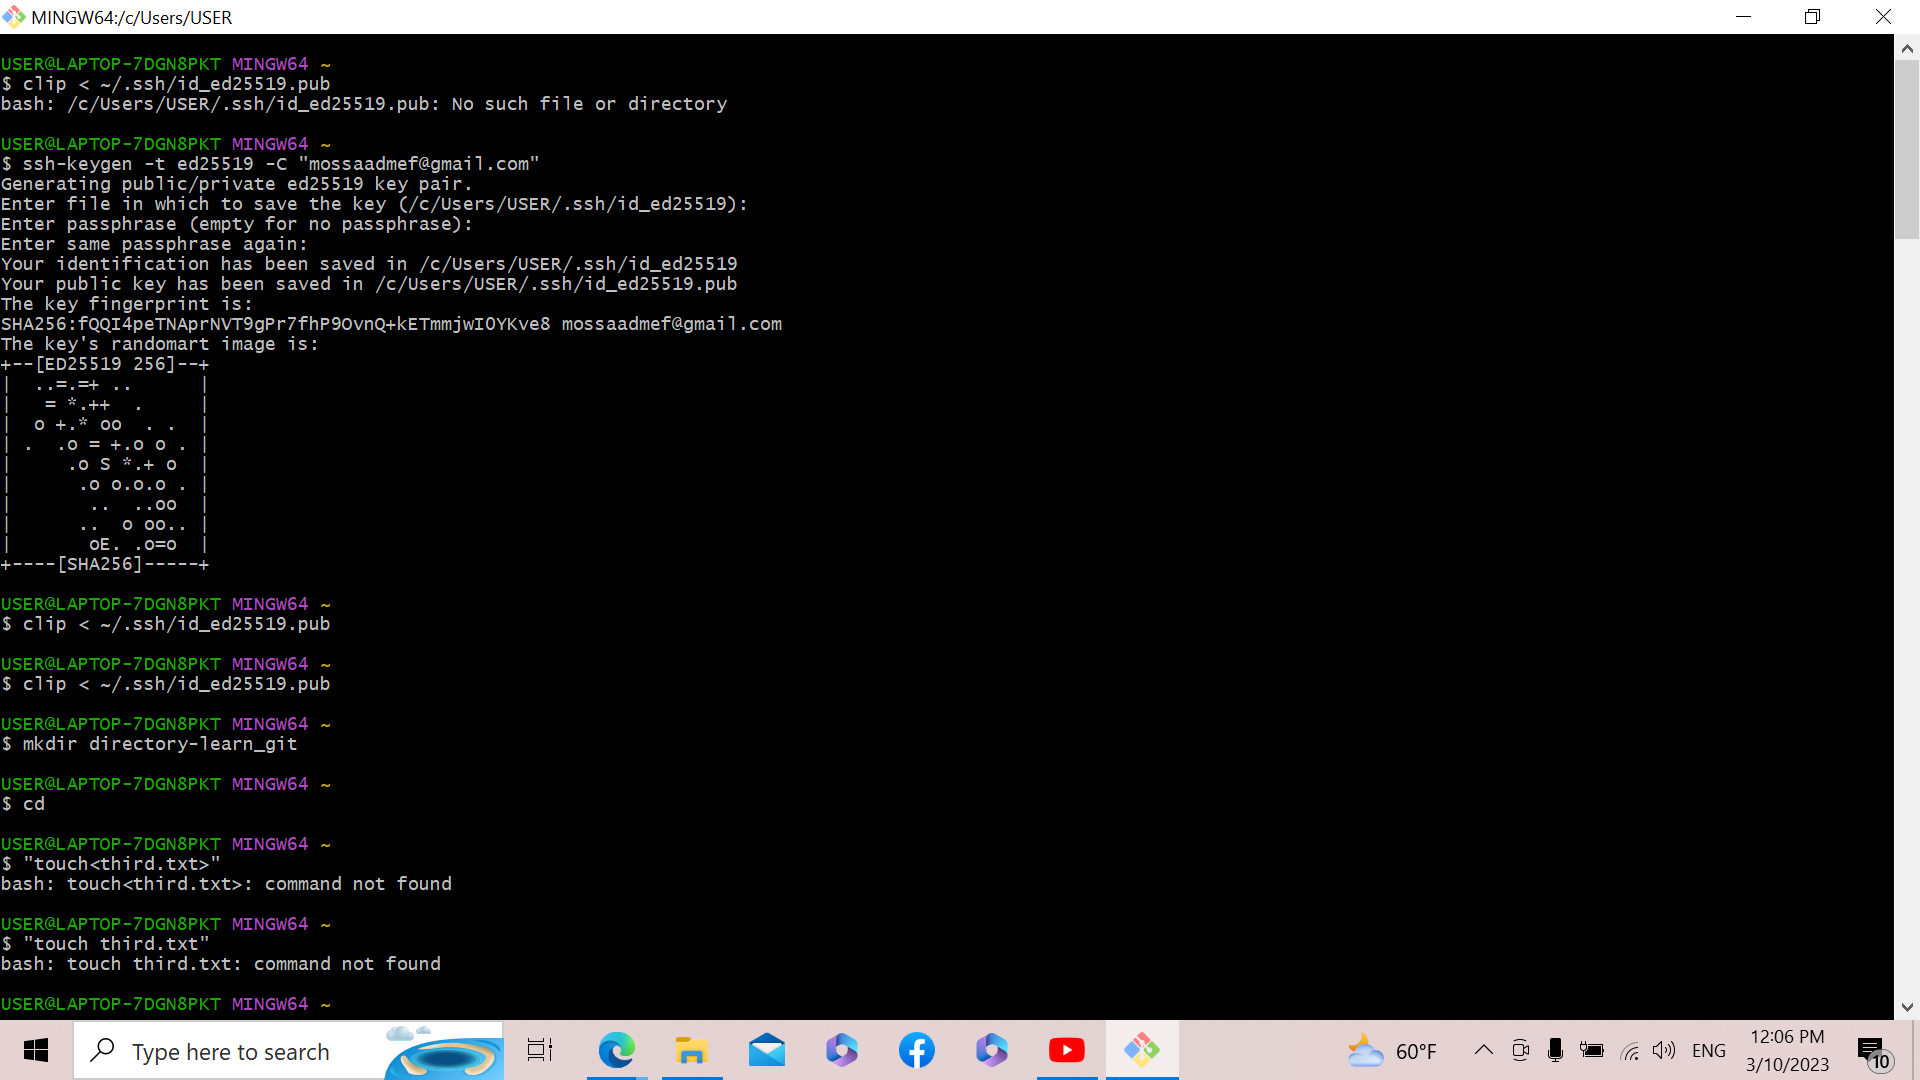 MINGW64:/c/Users/USER
USER@LAPTOP-7DGN8PKT MINGW64 ~
$ clip < ~/.ssh/id_ed25519.pub
bash: /c/Users/USER/.ssh/id_ed25519.pub: No such file or directory
USER@LAPTOP-7DGN8PKT MINGW64 ~
$ ssh-keygen -t ed25519 -C "mossaadmef@gmail.com"
Generating public/private ed25519 key pair.
Enter file in which to save the key (/c/Users/USER/.ssh/id_ed25519):
Enter passphrase (empty for no passphrase):
Enter same passphrase again:
Your identification has been saved in /c/Users/USER/.ssh/id_ed25519
Your public key has been saved in /c/Users/USER/.ssh/id_ed25519.pub
The key fingerprint is:
SHA256:fQQI4peTNAprNVT9gPr7fhP9OvnQ+kETmmjwI0YKve8 mossaadmef@gmail.com
The key's randomart image is:
+--[ED25519 256]--+
|  ..=.=+ ..      |
|   = *.++  .     |
|  o +.* oo  . .  |
| .  .o = +.o o . |
|     .o S *.+ o  |
|      .o o.o.o . |
|       ..  ..oo  |
|      ..  o oo.. |
|       oE. .o=o  |
+----[SHA256]-----+
USER@LAPTOP-7DGN8PKT MINGW64 ~
$ clip < ~/.ssh/id_ed25519.pub
USER@LAPTOP-7DGN8PKT MINGW64 ~
$ clip < ~/.ssh/id_ed25519.pub
USER@LAPTOP-7DGN8PKT MINGW64 ~
$ mkdir directory-learn_git
USER@LAPTOP-7DGN8PKT MINGW64 ~
$ cd
USER@LAPTOP-7DGN8PKT MINGW64 ~
$ "touch<third.txt>"
bash: touch<third.txt>: command not found
USER@LAPTOP-7DGN8PKT MINGW64 ~
$ "touch third.txt"
bash: touch third.txt: command not found
USER@LAPTOP-7DGN8PKT MINGW64 ~
Type here to search
60°F
ENG
12:06 PM
3/10/2023
10